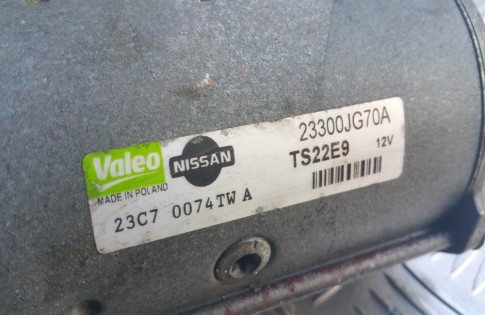 Valeo NISSAN 23300JG70A
MADE IN POLAND TS22E9 12V
23C7 0074TW A